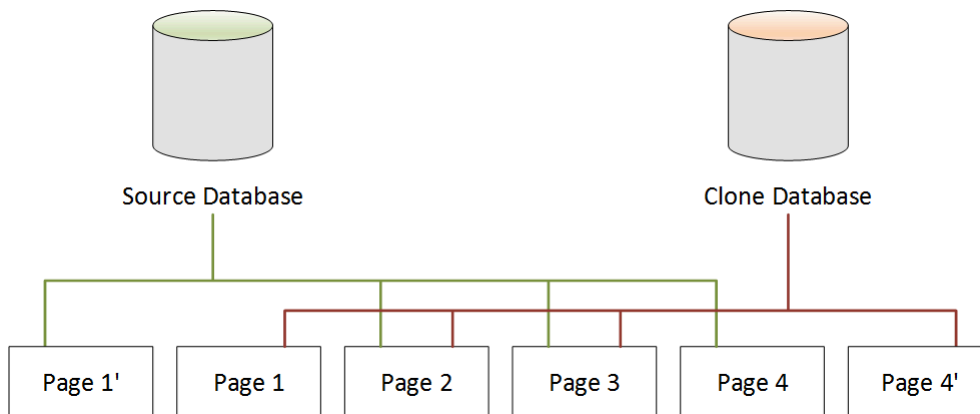 Source Database
Clone Database
Page 1'
Page 1
Page 2
Page 3
Page 4
Page 4'